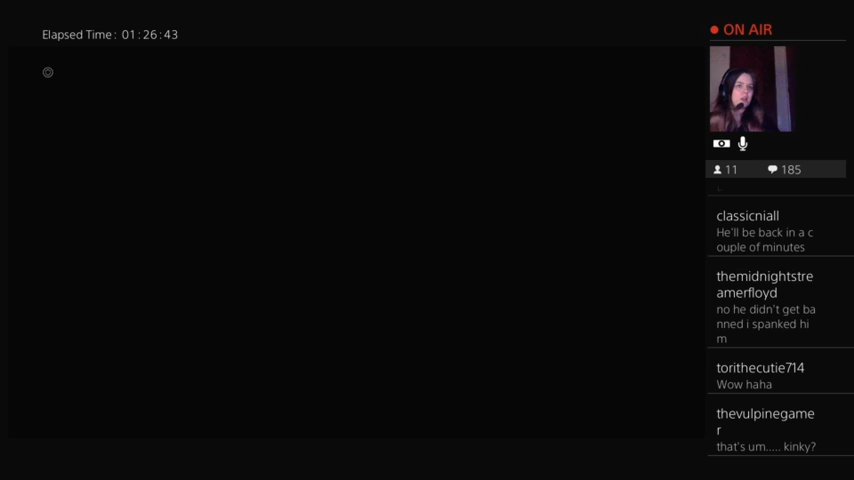 Elapsed Time: 01:26:43
ON AIR
11
185
classicniall
He'll be back in a c
ouple of minutes
themidnightstre
amerfloyd
no he didn't get ba
nned i spanked hi
m
torithecutie714
Wow haha
thevulpinegame
r
that's um..... kinky?